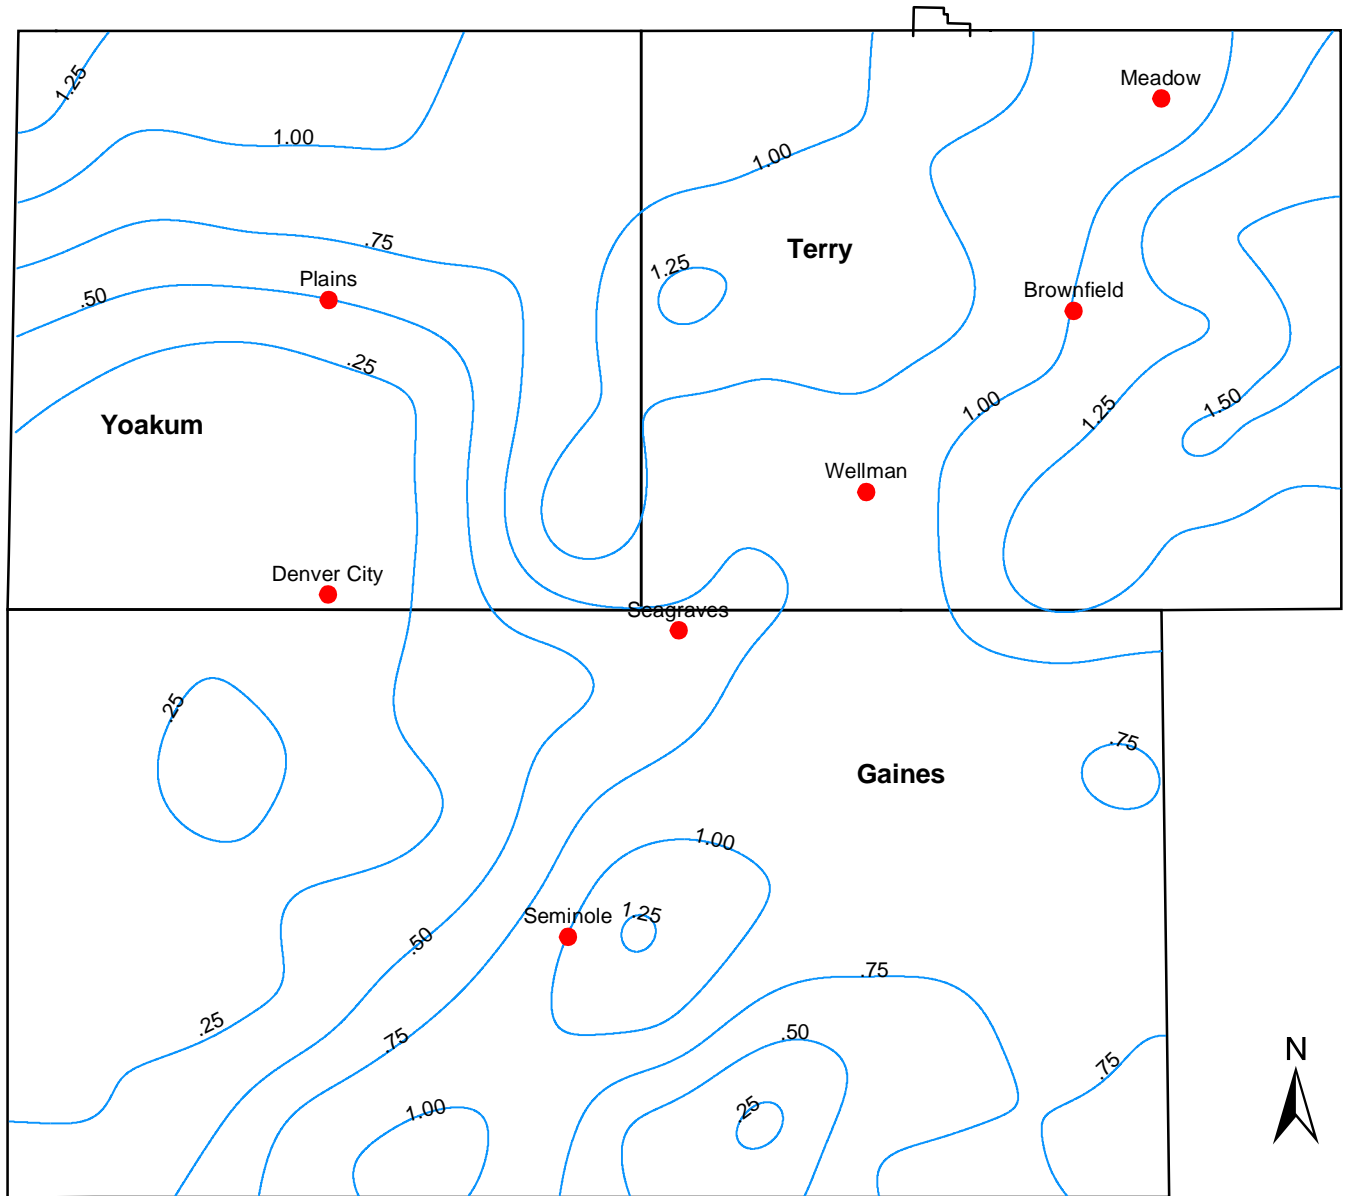 Meadow
1.25
1.00
1.00
.75
Terry
1.25
Plains
Brownfield
.50
.25
1.00
1.25
1.50
Yoakum
Wellman
Denver City
Seagraves
.25
.75
Gaines
1.00
Seminole
1.25
.50
.75
.25
.50
.75
.75
N
1.00
.25